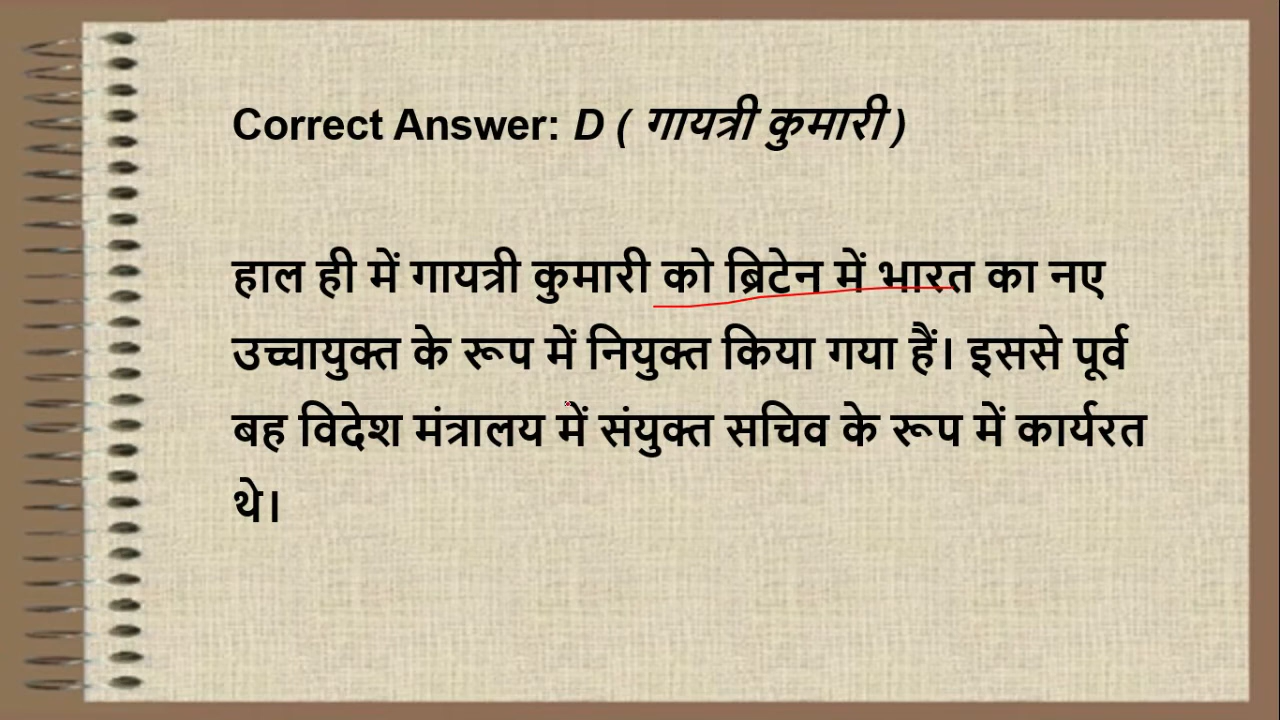 Correct Answer: D ( गायत्री कुमारी )
हाल ही में गायत्री कुमारी को ब्रिटेन में भारत का नए
उच्चायुक्त के रूप में नियुक्त किया गया हैं। इससे पूर्व
बह विदेश मंत्रालय में संयुक्त सचिव के रूप में कार्यरत
थे।